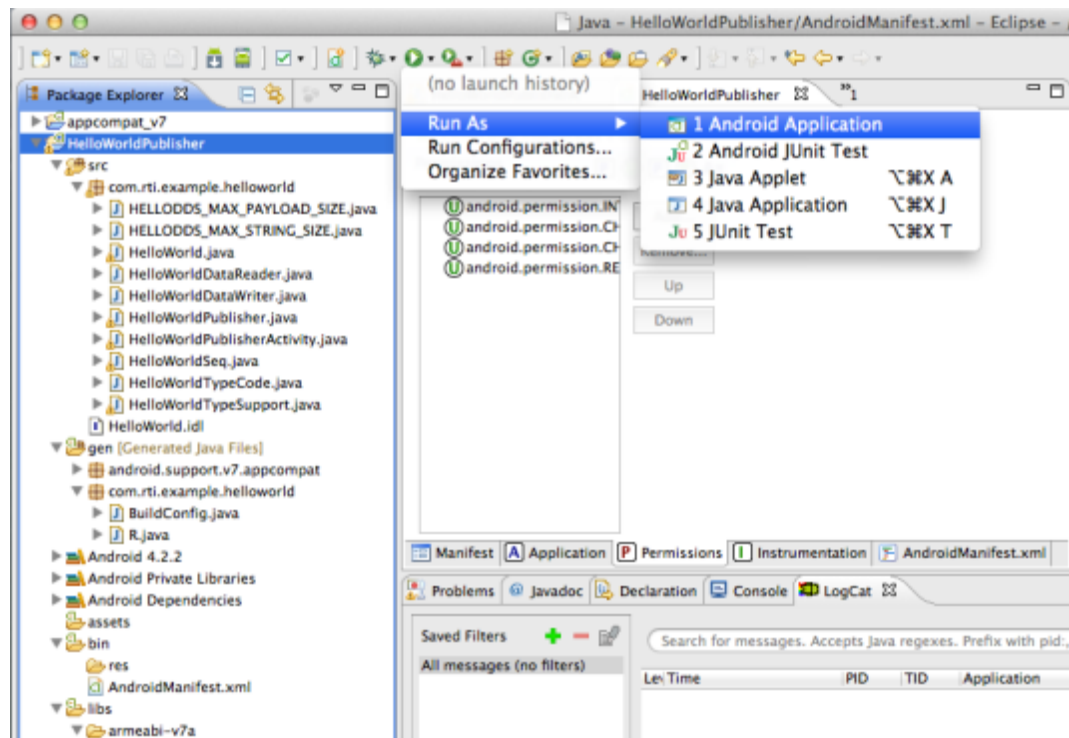 Java – HelloWorldPublisher/AndroidManifest.xml – Eclipse –
Package Explorer
appcompat_v7
HelloWorldPublisher
src
com.rti.example.helloworld
HELLODDS_MAX_PAYLOAD_SIZE.java
HELLODDS_MAX_STRING_SIZE.java
HelloWorld.java
HelloWorldDataReader.java
HelloWorldDataWriter.java
HelloWorldPublisher.java
HelloWorldPublisherActivity.java
HelloWorldSeq.java
HelloWorldTypeCode.java
HelloWorldTypeSupport.java
HelloWorld.idl
gen [Generated Java Files]
android.support.v7.appcompat
com.rti.example.helloworld
BuildConfig.java
R.java
Android 4.2.2
Android Private Libraries
Android Dependencies
assets
bin
res
AndroidManifest.xml
libs
armeabi-v7a
(no launch history)
Run As
Run Configurations...
Organize Favorites...
HelloWorldPublisher
»1
1 Android Application
2 Android JUnit Test
3 Java Applet ⌥⌘X A
4 Java Application ⌥⌘X J
5 JUnit Test ⌥⌘X T
android.permission.IN
android.permission.CH
android.permission.CH
android.permission.RE
Remove...
Up
Down
Manifest Application Permissions Instrumentation AndroidManifest.xml
Problems Javadoc Declaration Console LogCat
Saved Filters
All messages (no filters)
Search for messages. Accepts Java regexes. Prefix with pid:,
Le Time PID TID Application